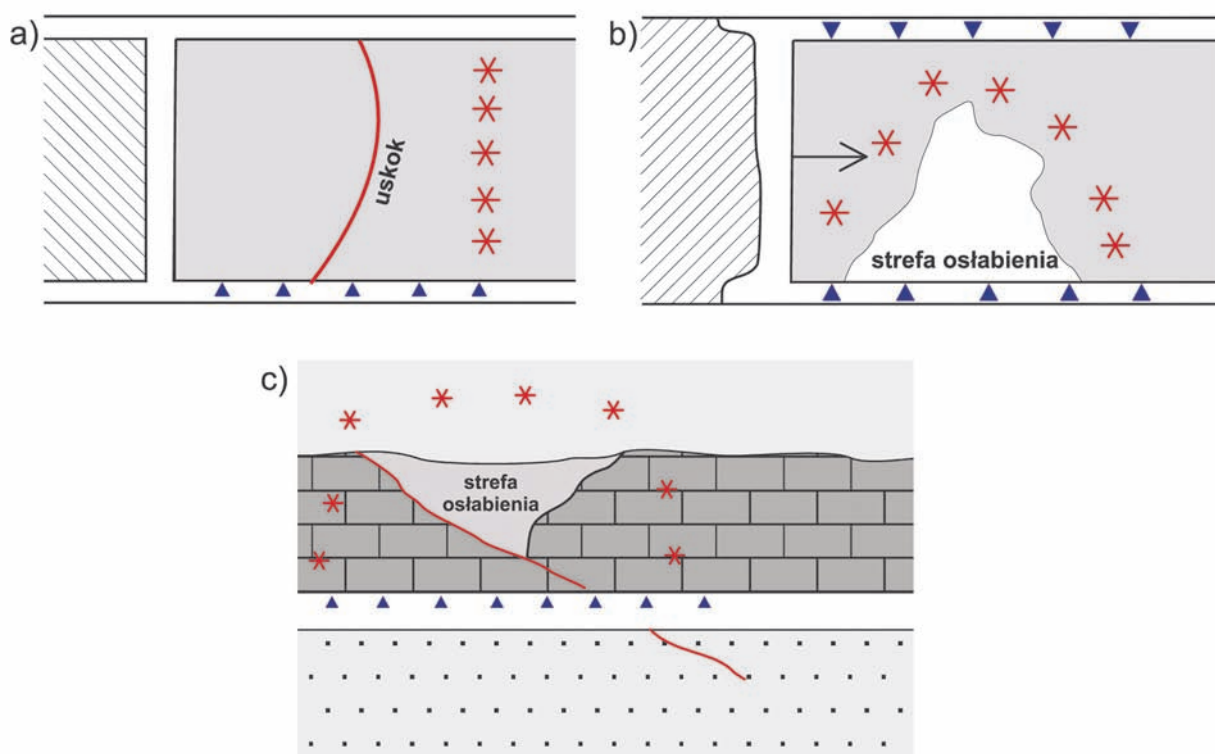 a)
uskok
b)
strefa osłabienia
c)
strefa
osłabienia